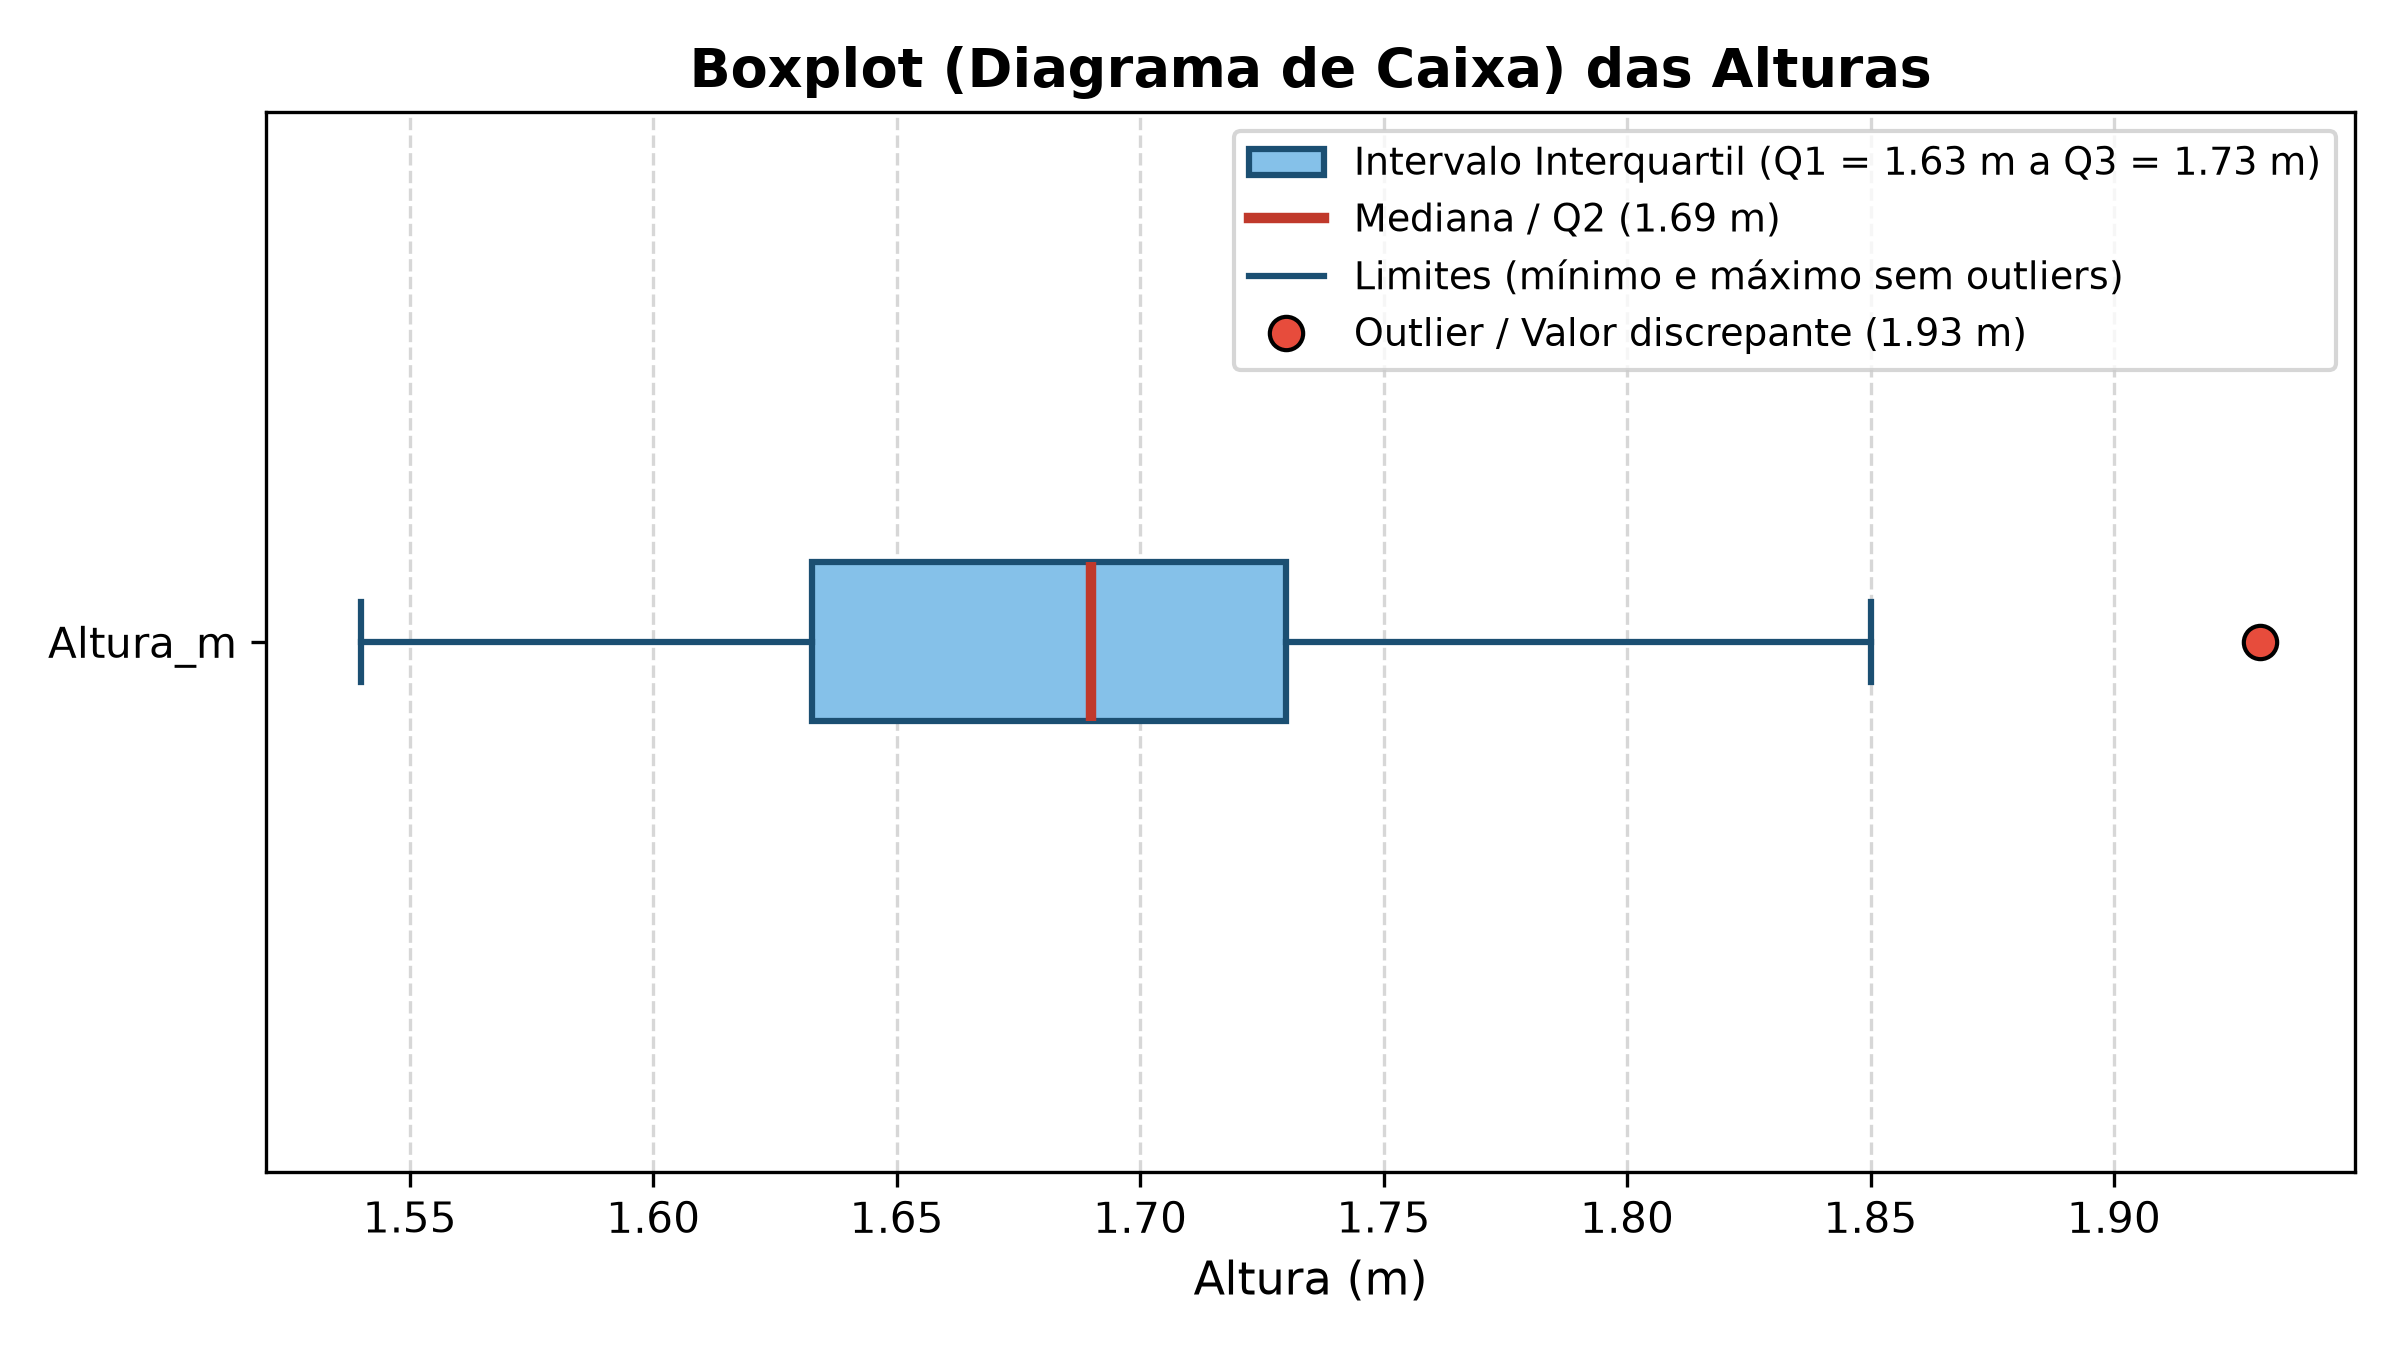 Boxplot (Diagrama de Caixa) das Alturas
Intervalo Interquartil (Q1 = 1.63 m a Q3 = 1.73 m)
Mediana / Q2 (1.69 m)
Limites (mínimo e máximo sem outliers)
Outlier / Valor discrepante (1.93 m)
Altura_m
1.55 1.60 1.65 1.70 1.75 1.80 1.85 1.90
Altura (m)